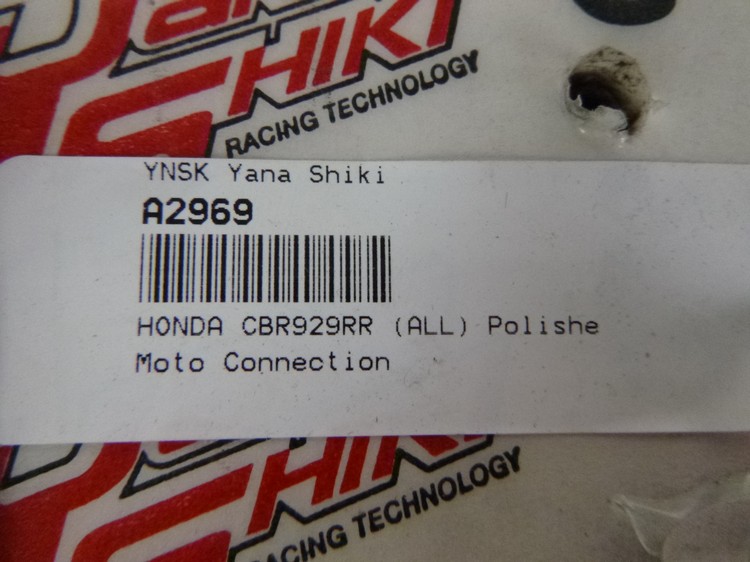 SHIKI
RACING TECHNOLOGY
YNSK Yana Shiki
A2969
HONDA CBR929RR (ALL) Polishe
Moto Connection
SHIKI
RACING TECHNOLOGY